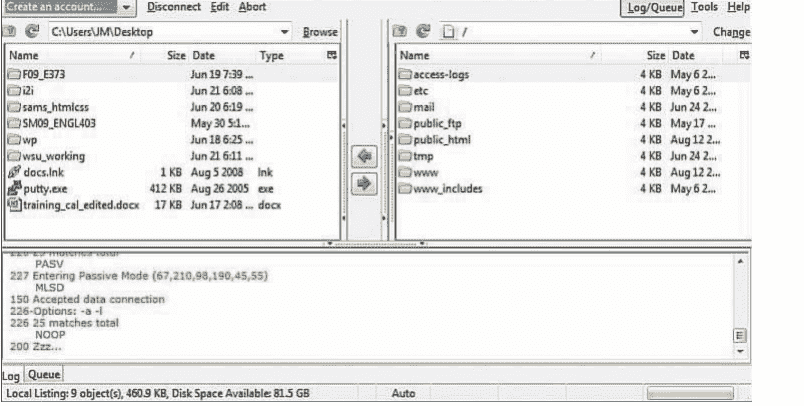 Create an account... Disconnect Edit Abort Log/Queue Tools Help
C:\Users\JM\Desktop Browse / Change
Name / Size Date Type
F09_E373 Jun 19 7:39 ...
i2i Jun 21 6:08 ...
sams_htmlcss Jun 20 6:19 ...
SM09_ENGL403 May 30 5:1...
wp Jun 18 6:25 ...
wsu_working Jun 21 6:11 ...
docs.lnk 1 KB Aug 5 2008 lnk
putty.exe 412 KB Aug 26 2005 exe
training_cal_edited.docx 17 KB Jun 17 2:08 ... docx
Name / Size Date
access-logs 4 KB May 6 2...
etc 4 KB May 6 2...
mail 4 KB Jun 24 2...
public_ftp 4 KB May 17 ...
public_html 4 KB Aug 12 2...
tmp 4 KB Jun 24 2...
www 4 KB Aug 12 2...
www_includes 4 KB May 6 2...
226 25 matches total
PASV
227 Entering Passive Mode (67,210,98,190,45,55)
MLSD
150 Accepted data connection
226-Options: -a -l
226 25 matches total
NOOP
200 Zzz...
Log Queue
Local Listing: 9 object(s), 460.9 KB, Disk Space Available: 81.5 GB Auto